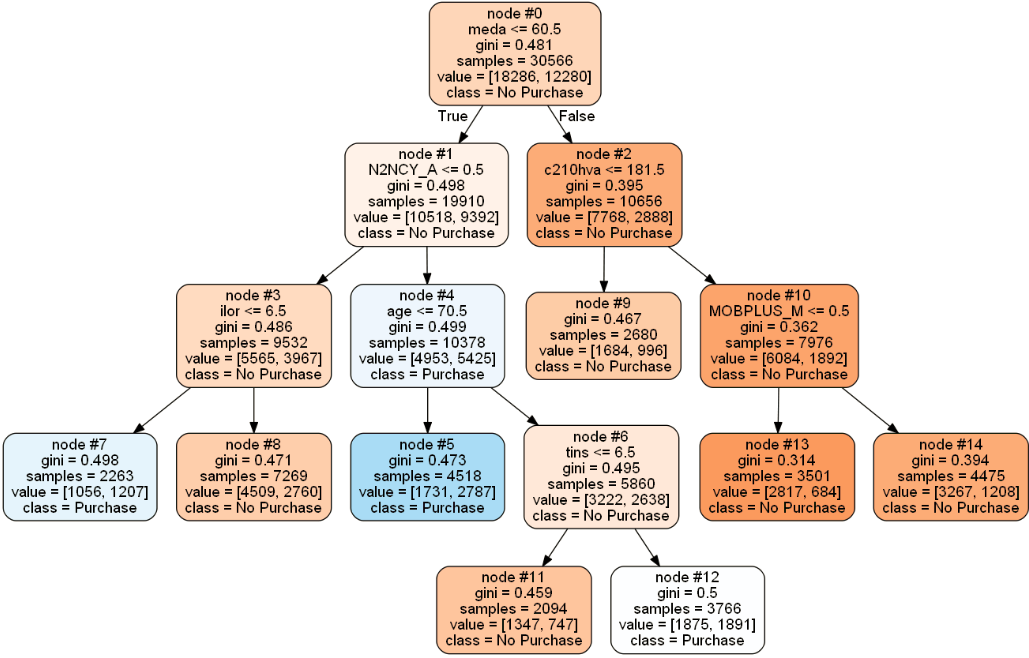 node #0
meda <= 60.5
gini = 0.481
samples = 30566
value = [18286, 12280]
class = No Purchase
True
False
node #1
N2NCY_A <= 0.5
gini = 0.498
samples = 19910
value = [10518, 9392]
class = No Purchase
node #2
c210hva <= 181.5
gini = 0.395
samples = 10656
value = [7768, 2888]
class = No Purchase
node #3
ilor <= 6.5
gini = 0.486
samples = 9532
value = [5565, 3967]
class = No Purchase
node #4
age <= 70.5
gini = 0.499
samples = 10378
value = [4953, 5425]
class = Purchase
node #9
gini = 0.467
samples = 2680
value = [1684, 996]
class = No Purchase
node #10
MOBPLUS_M <= 0.5
gini = 0.362
samples = 7976
value = [6084, 1892]
class = No Purchase
node #7
gini = 0.498
samples = 2263
value = [1056, 1207]
class = Purchase
node #8
gini = 0.471
samples = 7269
value = [4509, 2760]
class = No Purchase
node #5
gini = 0.473
samples = 4518
value = [1731, 2787]
class = Purchase
node #6
tins <= 6.5
gini = 0.495
samples = 5860
value = [3222, 2638]
class = No Purchase
node #13
gini = 0.314
samples = 3501
value = [2817, 684]
class = No Purchase
node #14
gini = 0.394
samples = 4475
value = [3267, 1208]
class = No Purchase
node #11
gini = 0.459
samples = 2094
value = [1347, 747]
class = No Purchase
node #12
gini = 0.5
samples = 3766
value = [1875, 1891]
class = Purchase